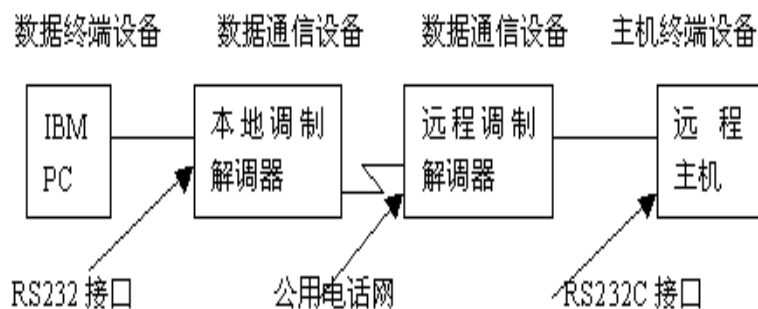 数据终端设备 数据通信设备 数据通信设备 主机终端设备
IBM PC
本地调制解调器
远程调制解调器
远程主机
RS232 接口 公用电话网 RS232C 接口